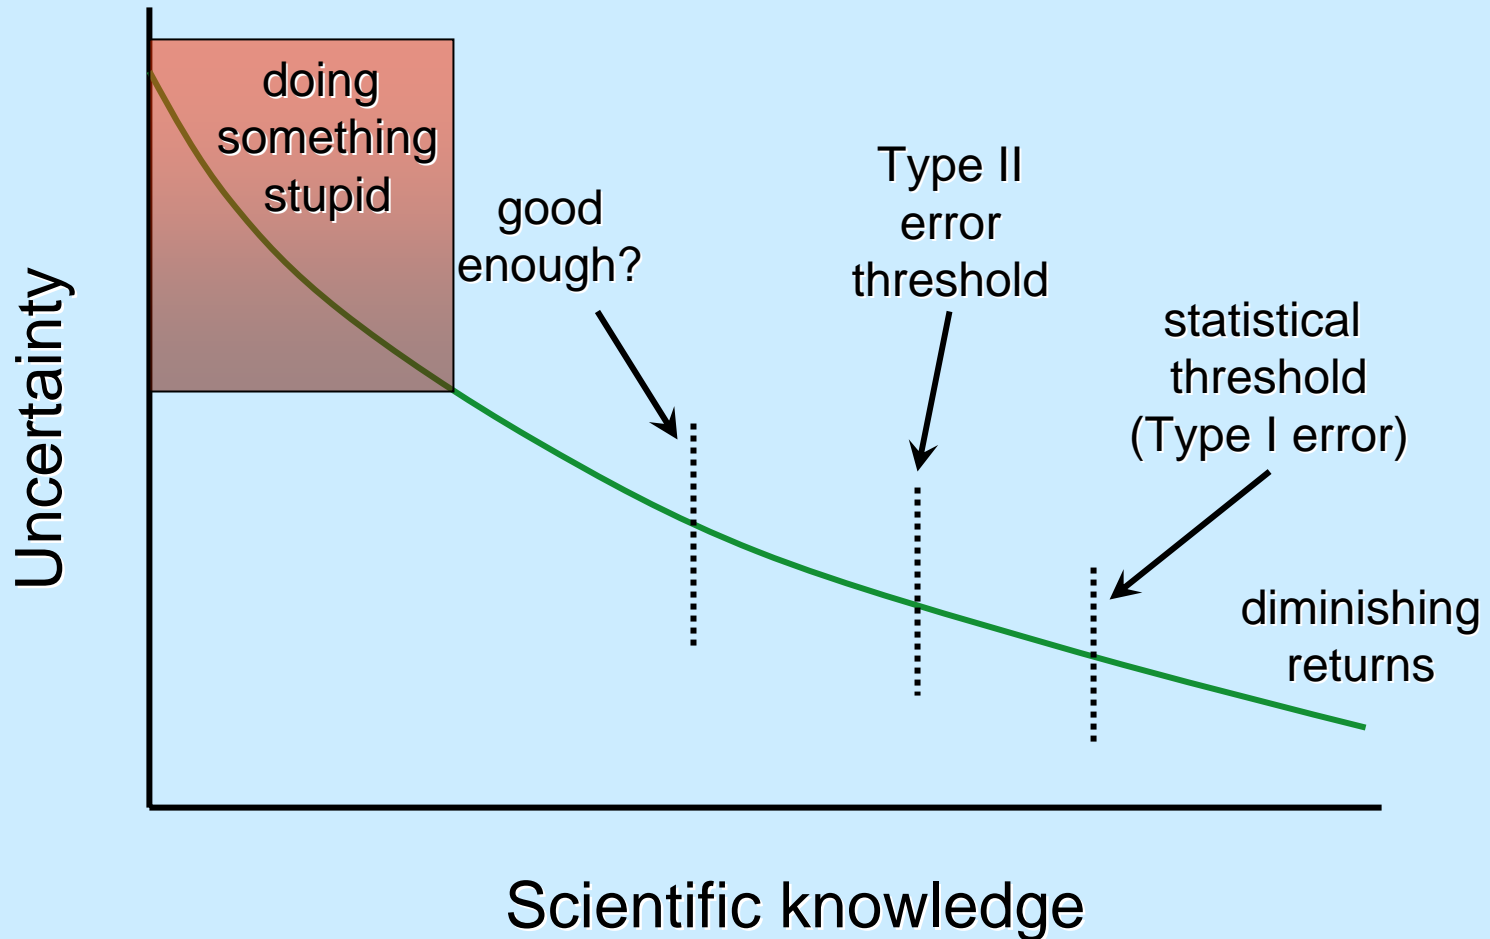 doing
something
stupid
good
enough?
Type II
error
threshold
statistical
threshold
(Type I error)
diminishing
returns
Uncertainty
Scientific knowledge